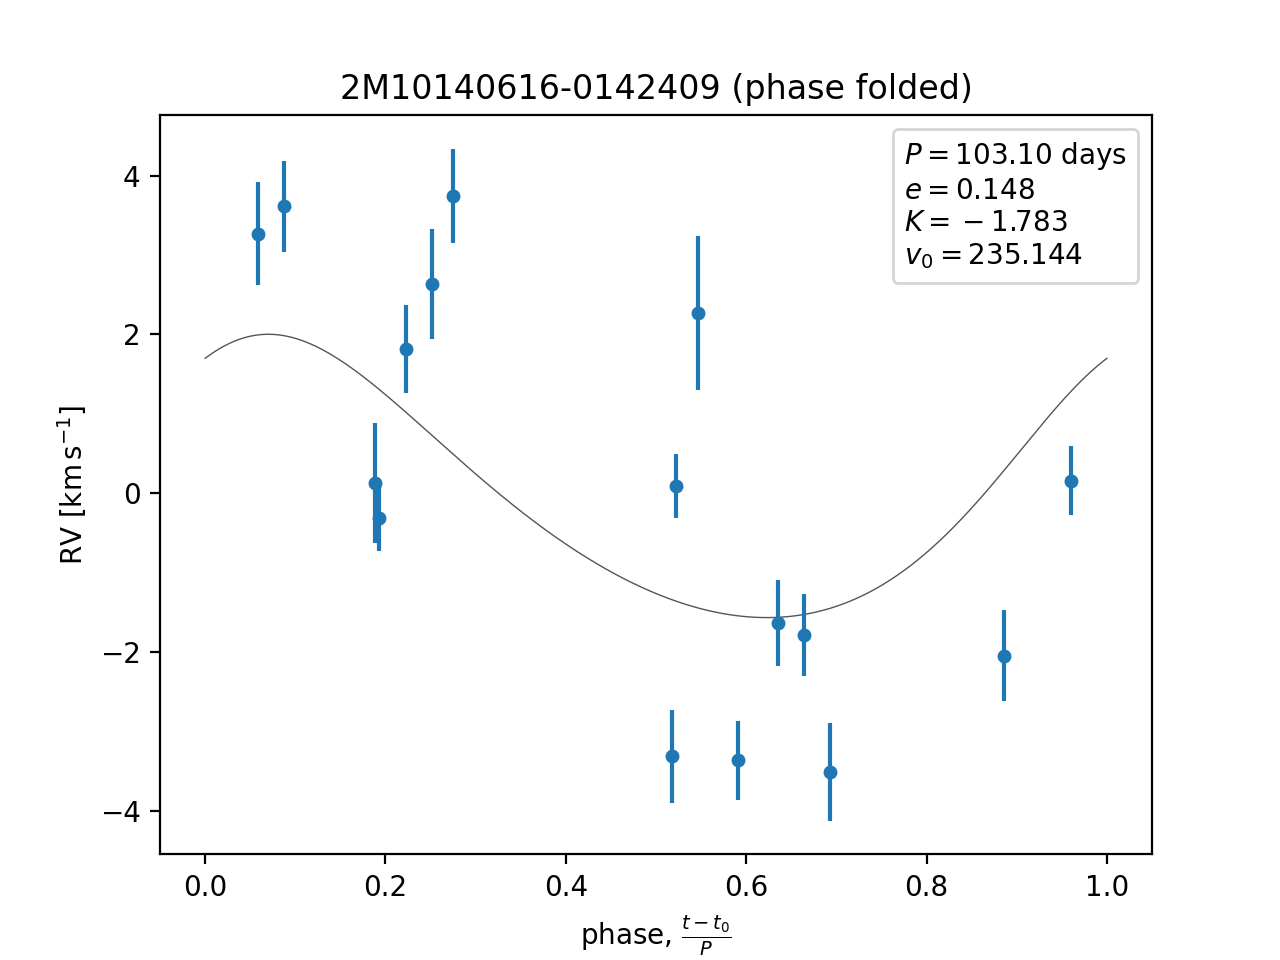 2M10140616-0142409 (phase folded)
P = 103.10 days
e = 0.148
K = −1.783
v₀ = 235.144
4
2
0
−2
−4
RV [km s⁻¹]
0.0 0.2 0.4 0.6 0.8 1.0
phase, (t − t₀)/P